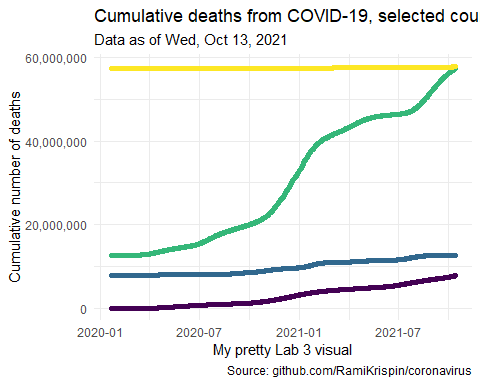 Cumulative deaths from COVID-19, selected cou
Data as of Wed, Oct 13, 2021
60,000,000
40,000,000
20,000,000
0
Cumulative number of deaths
2020-01 2020-07 2021-01 2021-07
My pretty Lab 3 visual
Source: github.com/RamiKrispin/coronavirus